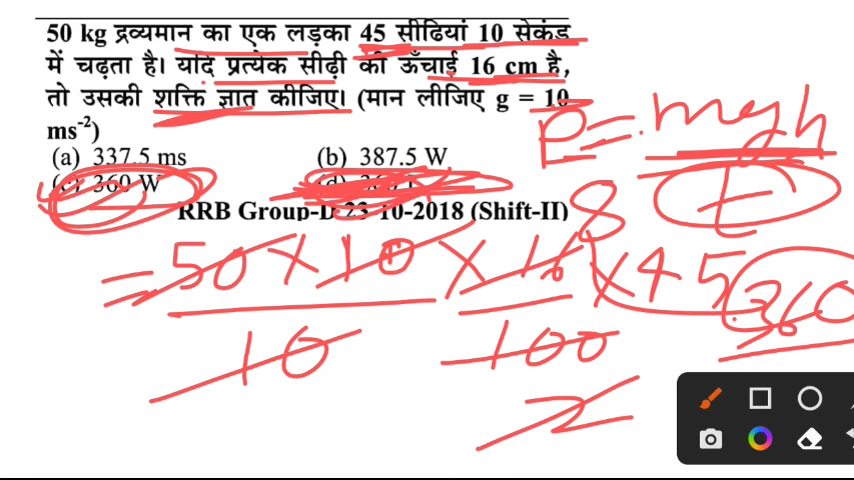 50 kg द्रव्यमान का एक लड़का 45 सीढियां 10 सेकंड
में चढ़ता है। यदि प्रत्येक सीढ़ी की ऊँचाई 16 cm है,
तो उसकी शक्ति ज्ञात कीजिए। (मान लीजिए g = 10
ms⁻²)
(a) 337.5 ms (b) 387.5 W
(c) 360 W (d)
RRB Group-D 23-10-2018 (Shift-II)
P = mgh
t
8
= 50 × 10 × 16 × 45 360
10 100
2